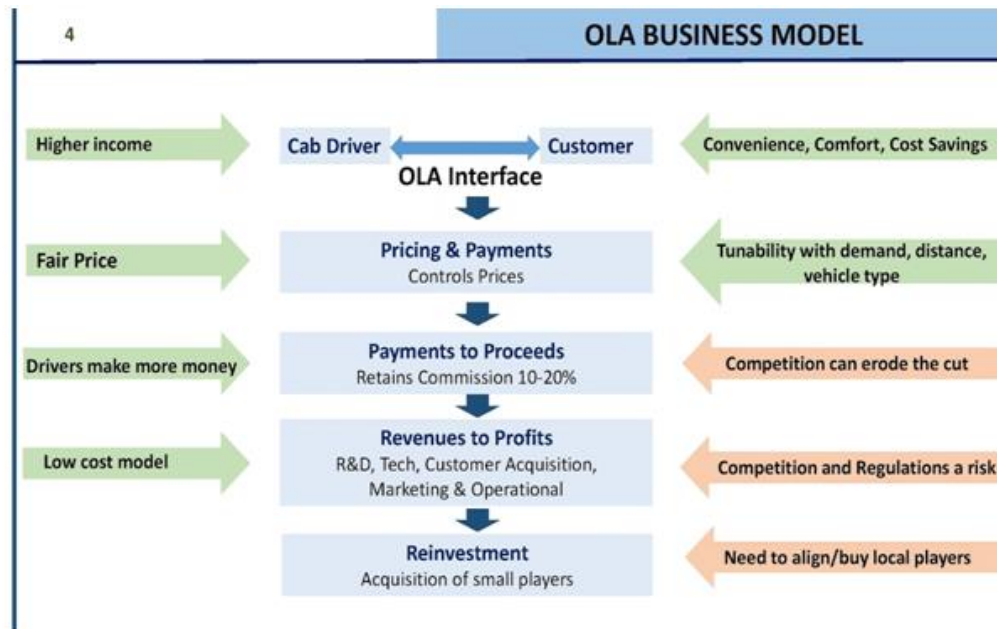 4
OLA BUSINESS MODEL
Higher income
Cab Driver
Customer
Convenience, Comfort, Cost Savings
OLA Interface
Fair Price
Pricing & Payments
Controls Prices
Tunability with demand, distance,
vehicle type
Drivers make more money
Payments to Proceeds
Retains Commission 10-20%
Competition can erode the cut
Low cost model
Revenues to Profits
R&D, Tech, Customer Acquisition,
Marketing & Operational
Competition and Regulations a risk
Reinvestment
Acquisition of small players
Need to align/buy local players